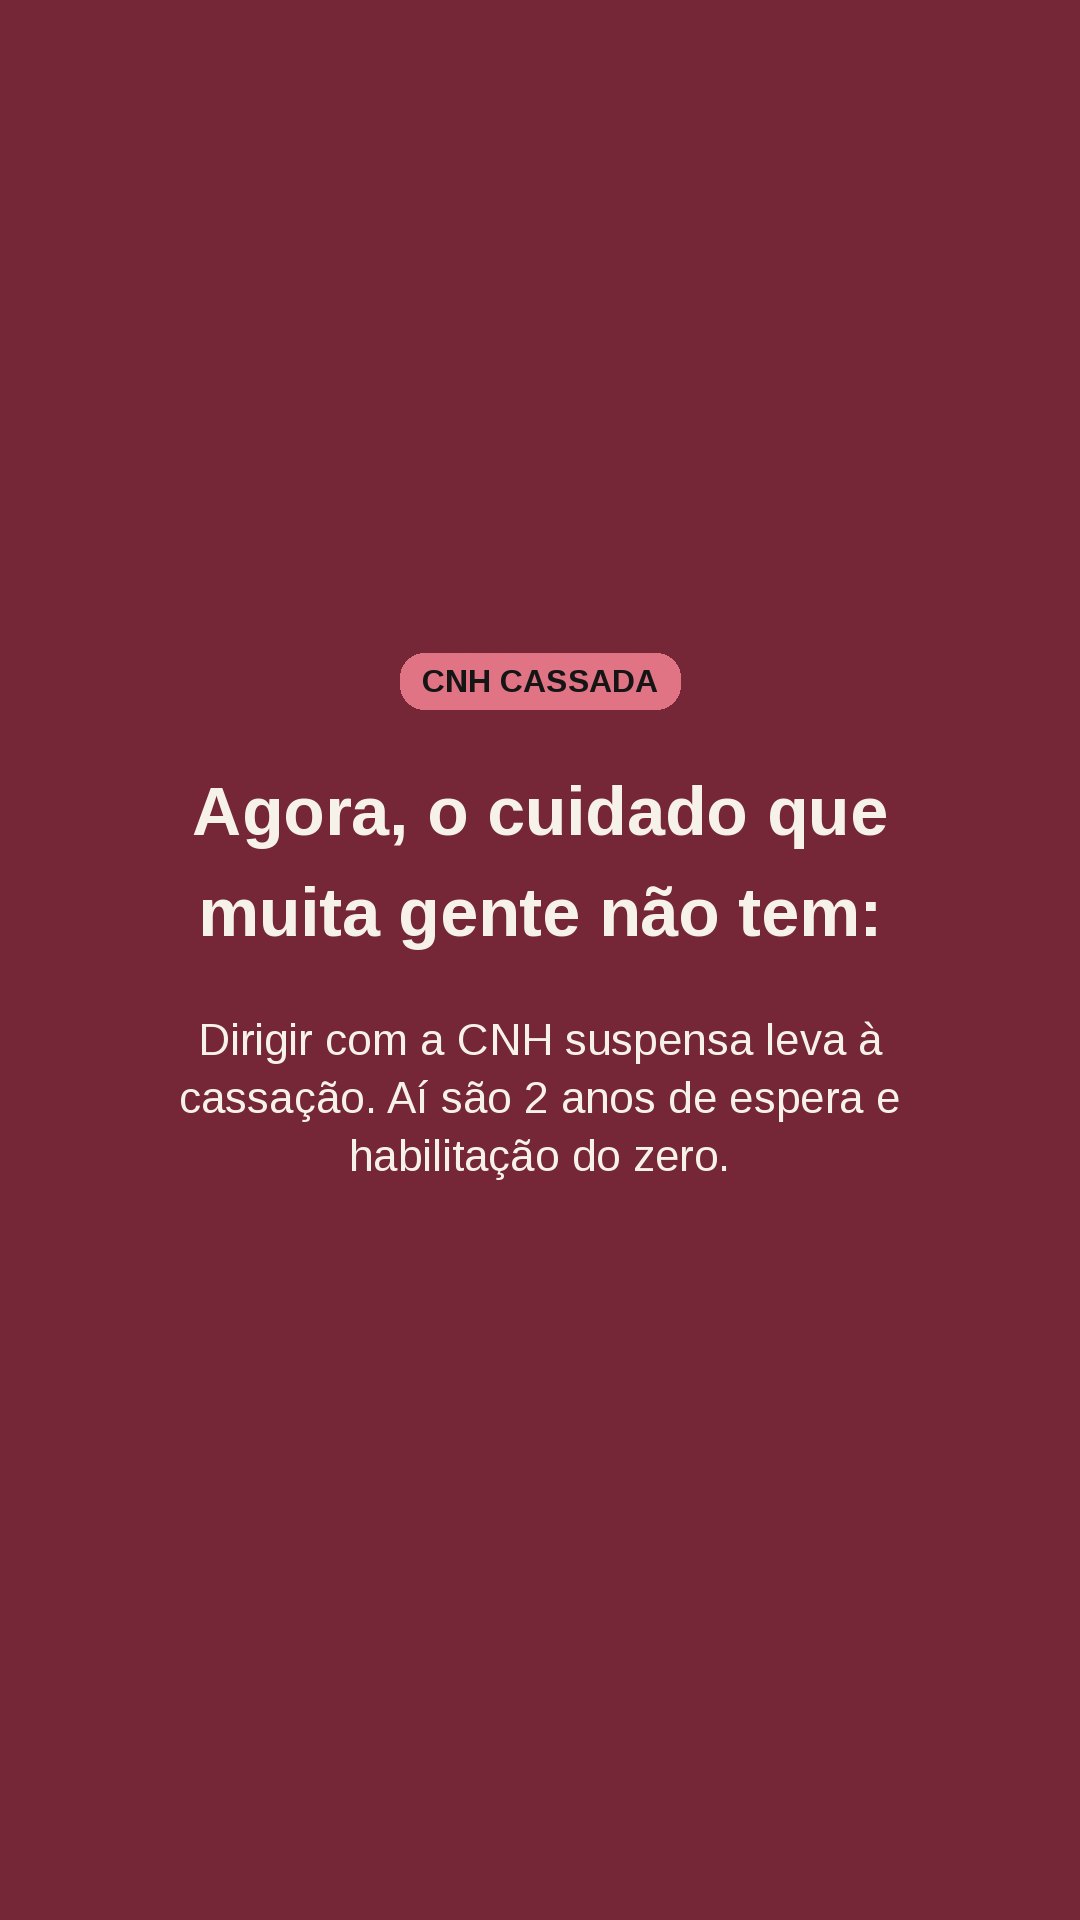 CNH CASSADA
Agora, o cuidado que
muita gente não tem:
Dirigir com a CNH suspensa leva à
cassação. Aí são 2 anos de espera e
habilitação do zero.